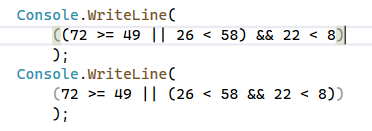 Console.WriteLine(
((72 >= 49 || 26 < 58) && 22 < 8)
);
Console.WriteLine(
(72 >= 49 || (26 < 58 && 22 < 8))
);